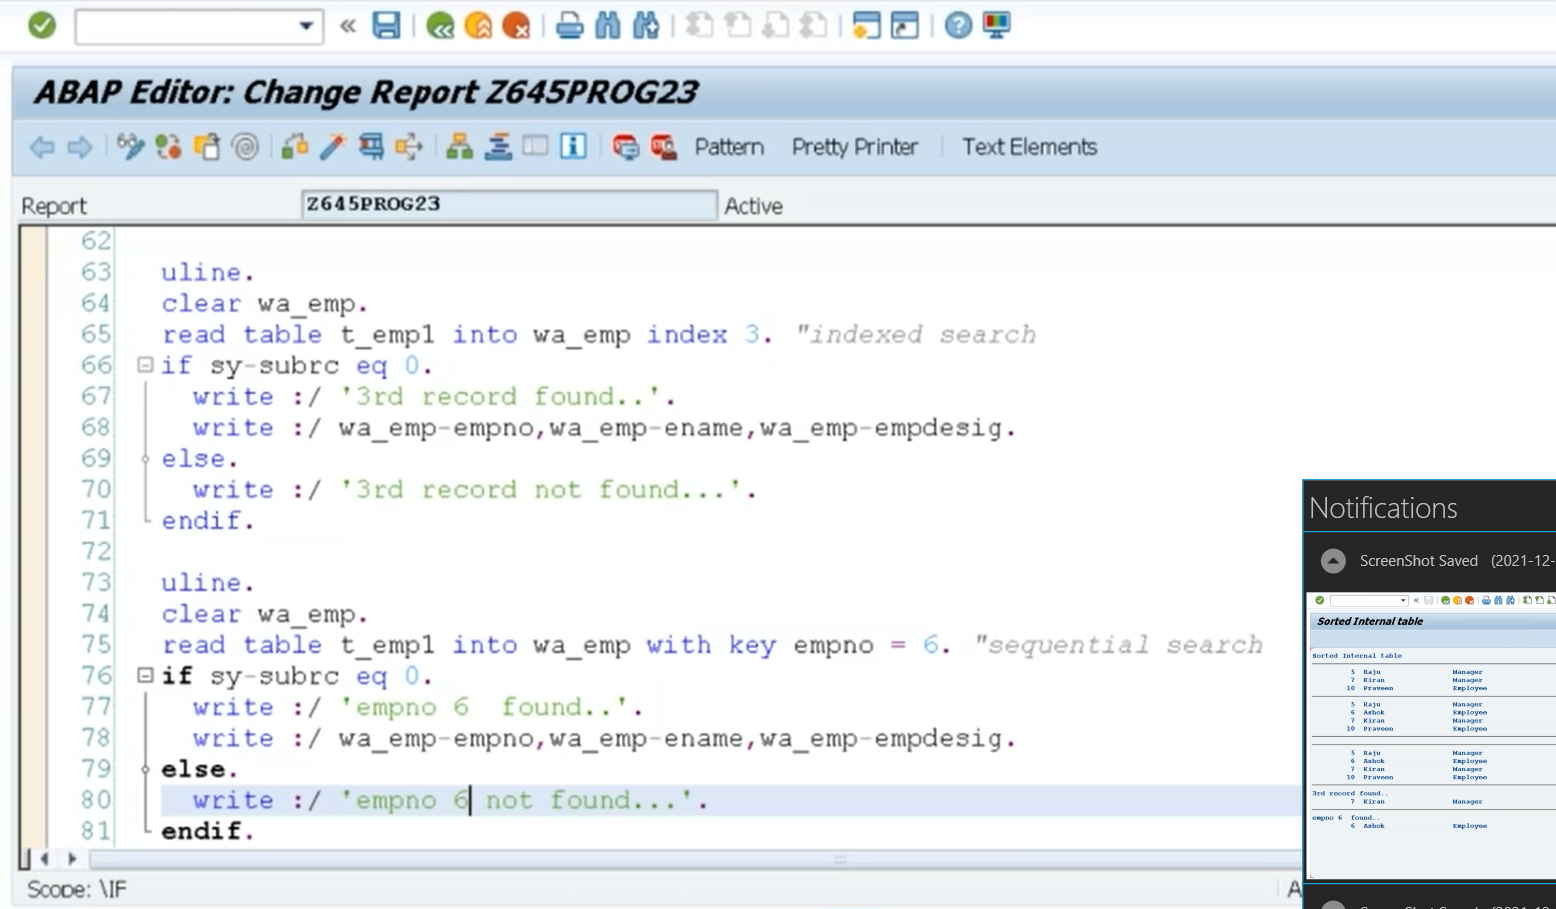 ABAP Editor: Change Report Z645PROG23
Pattern Pretty Printer Text Elements
Report Z645PROG23 Active
62
63 uline.
64 clear wa_emp.
65 read table t_emp1 into wa_emp index 3. "indexed search
66 if sy-subrc eq 0.
67 write :/ '3rd record found..'.
68 write :/ wa_emp-empno,wa_emp-ename,wa_emp-empdesig.
69 else.
70 write :/ '3rd record not found...'.
71 endif.
72
73 uline.
74 clear wa_emp.
75 read table t_emp1 into wa_emp with key empno = 6. "sequential search
76 if sy-subrc eq 0.
77 write :/ 'empno 6  found..'.
78 write :/ wa_emp-empno,wa_emp-ename,wa_emp-empdesig.
79 else.
80 write :/ 'empno 6 not found...'.
81 endif.
Scope: \IF
A
Notifications
ScreenShot Saved (2021-12-
Sorted Internal table
Sorted Internal table
5 Raju Manager
7 Kiran Manager
10 Praveen Employee
5 Raju Manager
6 Ashok Employee
7 Kiran Manager
10 Praveen Employee
5 Raju Manager
6 Ashok Employee
7 Kiran Manager
10 Praveen Employee
3rd record found..
7 Kiran Manager
empno 6  found..
6 Ashok Employee